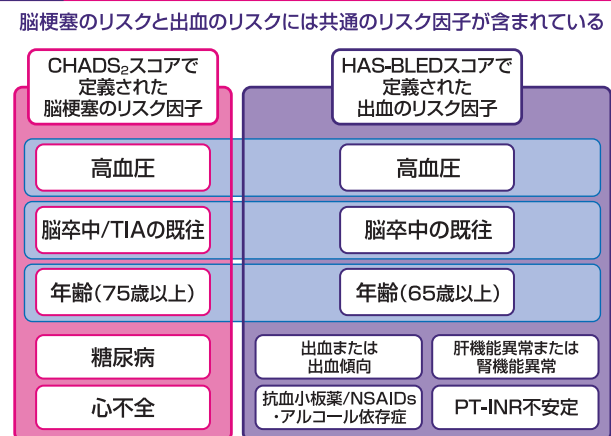 脳梗塞のリスクと出血のリスクには共通のリスク因子が含まれている
CHADS₂スコアで
定義された
脳梗塞のリスク因子
HAS-BLEDスコアで
定義された
出血のリスク因子
高血圧
高血圧
脳卒中/TIAの既往
脳卒中の既往
年齢(75歳以上)
年齢(65歳以上)
糖尿病
出血または
出血傾向
肝機能異常または
腎機能異常
心不全
抗血小板薬/NSAIDs
・アルコール依存症
PT-INR不安定